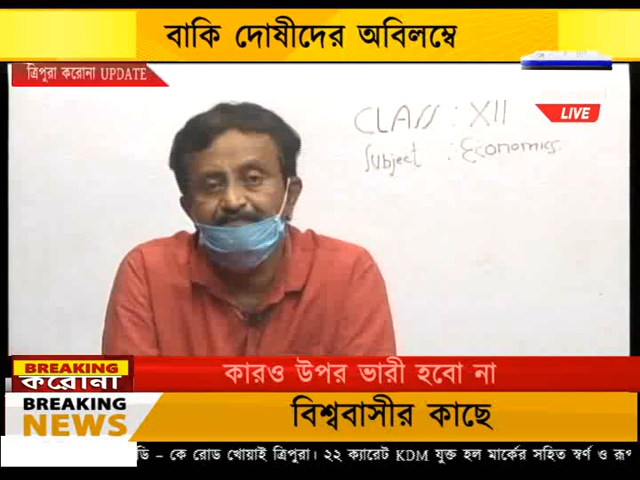 বাকি দোষীদের অবিলম্বে
ত্রিপুরা করোনা UPDATE
CLASS : XII
LIVE
Subject : Economics.
BREAKING
করোনা
কারও উপর ভারী হবো না
BREAKING
NEWS
বিশ্ববাসীর কাছে
ডি - কে রোড খোয়াই ত্রিপুরা। ২২ ক্যারেট KDM যুক্ত হল মার্কের সহিত স্বর্ণ ও রূপ